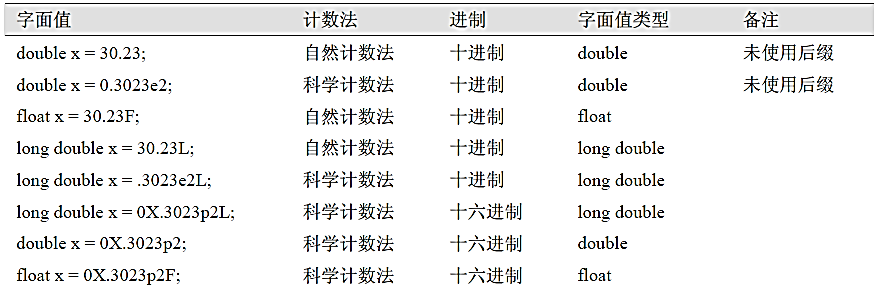 字面值 计数法 进制 字面值类型 备注
double x = 30.23; 自然计数法 十进制 double 未使用后缀
double x = 0.3023e2; 科学计数法 十进制 double 未使用后缀
float x = 30.23F; 自然计数法 十进制 float
long double x = 30.23L; 自然计数法 十进制 long double
long double x = .3023e2L; 科学计数法 十进制 long double
long double x = 0X.3023p2L; 科学计数法 十六进制 long double
double x = 0X.3023p2; 科学计数法 十六进制 double
float x = 0X.3023p2F; 科学计数法 十六进制 float